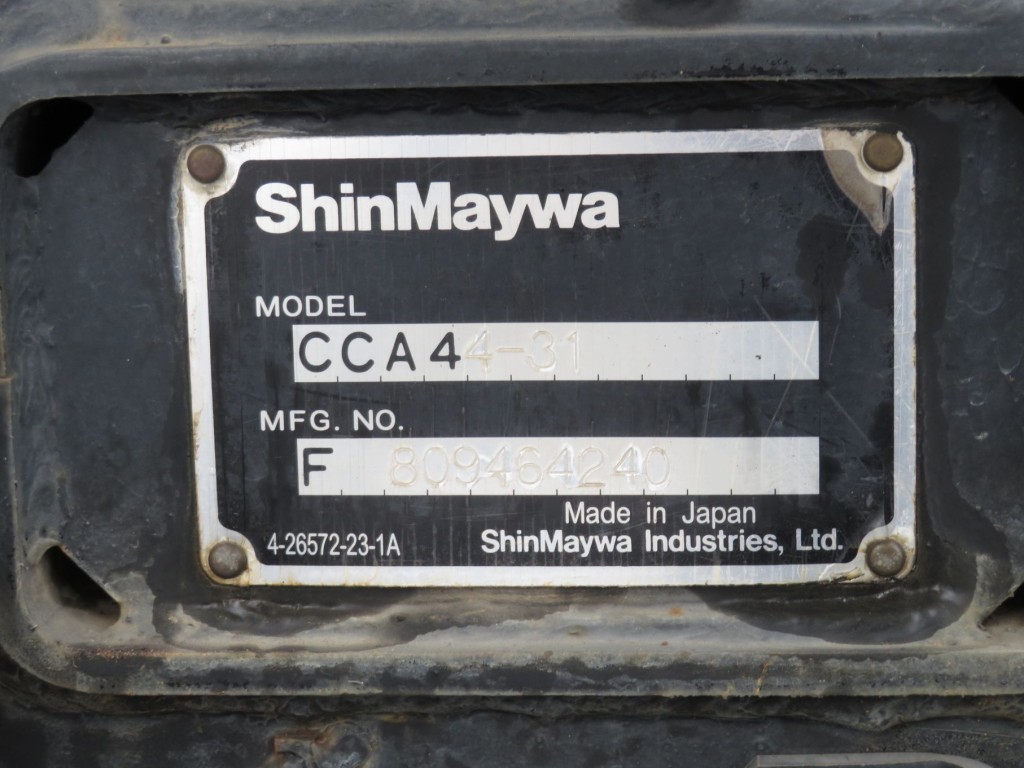 ShinMaywa
MODEL
CCA44-31
MFG. NO.
F 809464240
Made in Japan
4-26572-23-1A ShinMaywa Industries, Ltd.